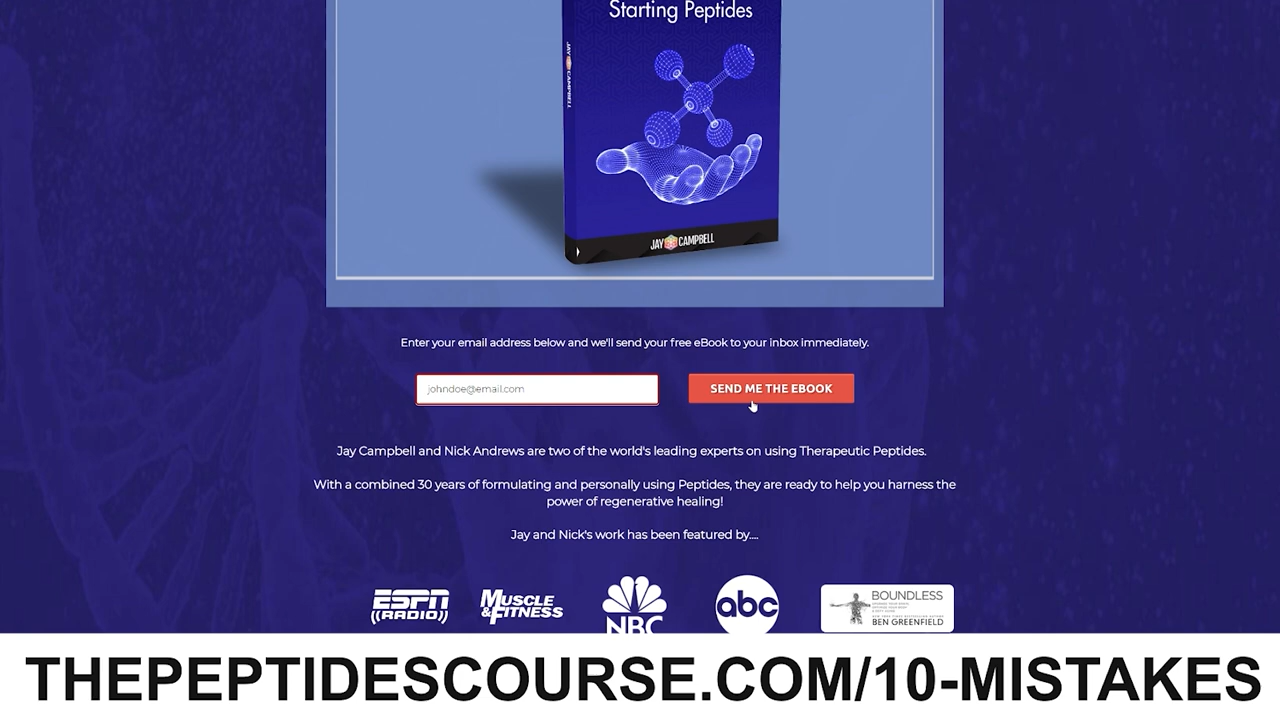 Starting Peptides
JAY CAMPBELL
JAY CAMPBELL
Enter your email address below and we'll send your free eBook to your inbox immediately.
johndoe@email.com
SEND ME THE EBOOK
Jay Campbell and Nick Andrews are two of the world's leading experts on using Therapeutic Peptides.
With a combined 30 years of formulating and personally using Peptides, they are ready to help you harness the
power of regenerative healing!
Jay and Nick's work has been featured by....
ESPN
RADIO
MUSCLE
&FITNESS
NBC
abc
BOUNDLESS
BEN GREENFIELD
THEPEPTIDESCOURSE.COM/10-MISTAKES